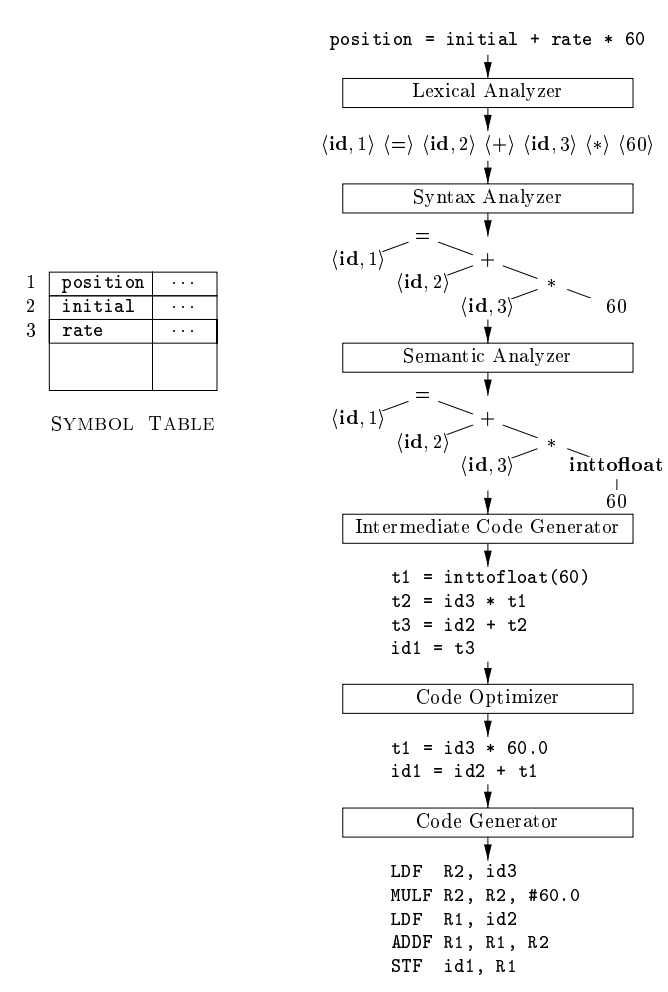 position = initial + rate * 60
Lexical Analyzer
⟨id, 1⟩ ⟨=⟩ ⟨id, 2⟩ ⟨+⟩ ⟨id, 3⟩ ⟨*⟩ ⟨60⟩
Syntax Analyzer
=
⟨id, 1⟩ +
⟨id, 2⟩ *
⟨id, 3⟩ 60
Semantic Analyzer
=
⟨id, 1⟩ +
⟨id, 2⟩ *
⟨id, 3⟩ inttofloat
60
Intermediate Code Generator
t1 = inttofloat(60)
t2 = id3 * t1
t3 = id2 + t2
id1 = t3
Code Optimizer
t1 = id3 * 60.0
id1 = id2 + t1
Code Generator
LDF R2, id3
MULF R2, R2, #60.0
LDF R1, id2
ADDF R1, R1, R2
STF id1, R1
1 position ···
2 initial ···
3 rate ···
SYMBOL TABLE